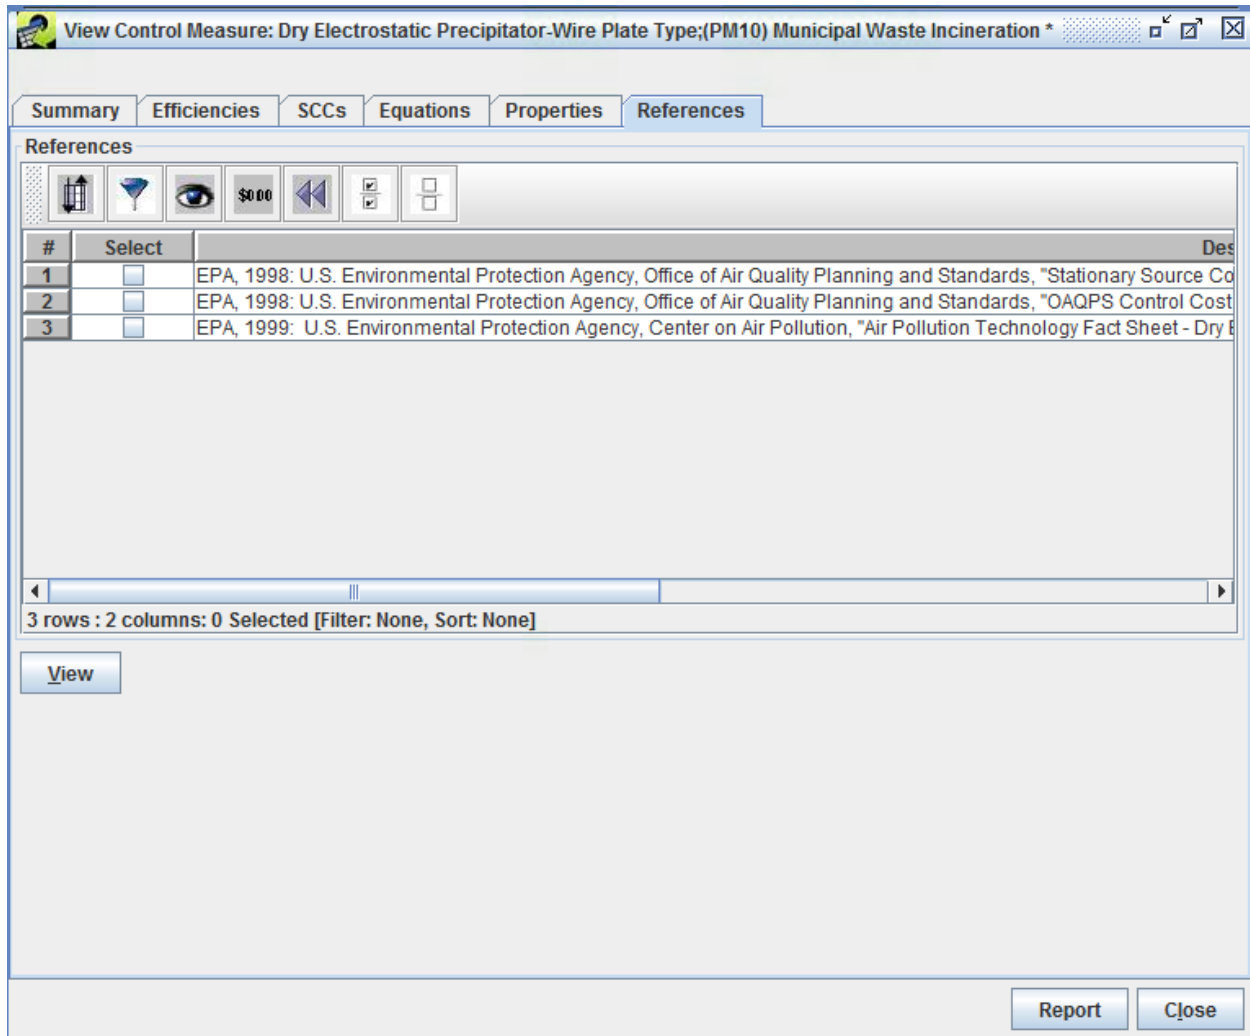 View Control Measure: Dry Electrostatic Precipitator-Wire Plate Type;(PM10) Municipal Waste Incineration *
Summary Efficiencies SCCs Equations Properties References
References
$0.00
# Select Des
1 EPA, 1998: U.S. Environmental Protection Agency, Office of Air Quality Planning and Standards, "Stationary Source Co
2 EPA, 1998: U.S. Environmental Protection Agency, Office of Air Quality Planning and Standards, "OAQPS Control Cost
3 EPA, 1999: U.S. Environmental Protection Agency, Center on Air Pollution, "Air Pollution Technology Fact Sheet - Dry
3 rows : 2 columns: 0 Selected [Filter: None, Sort: None]
View
Report Close